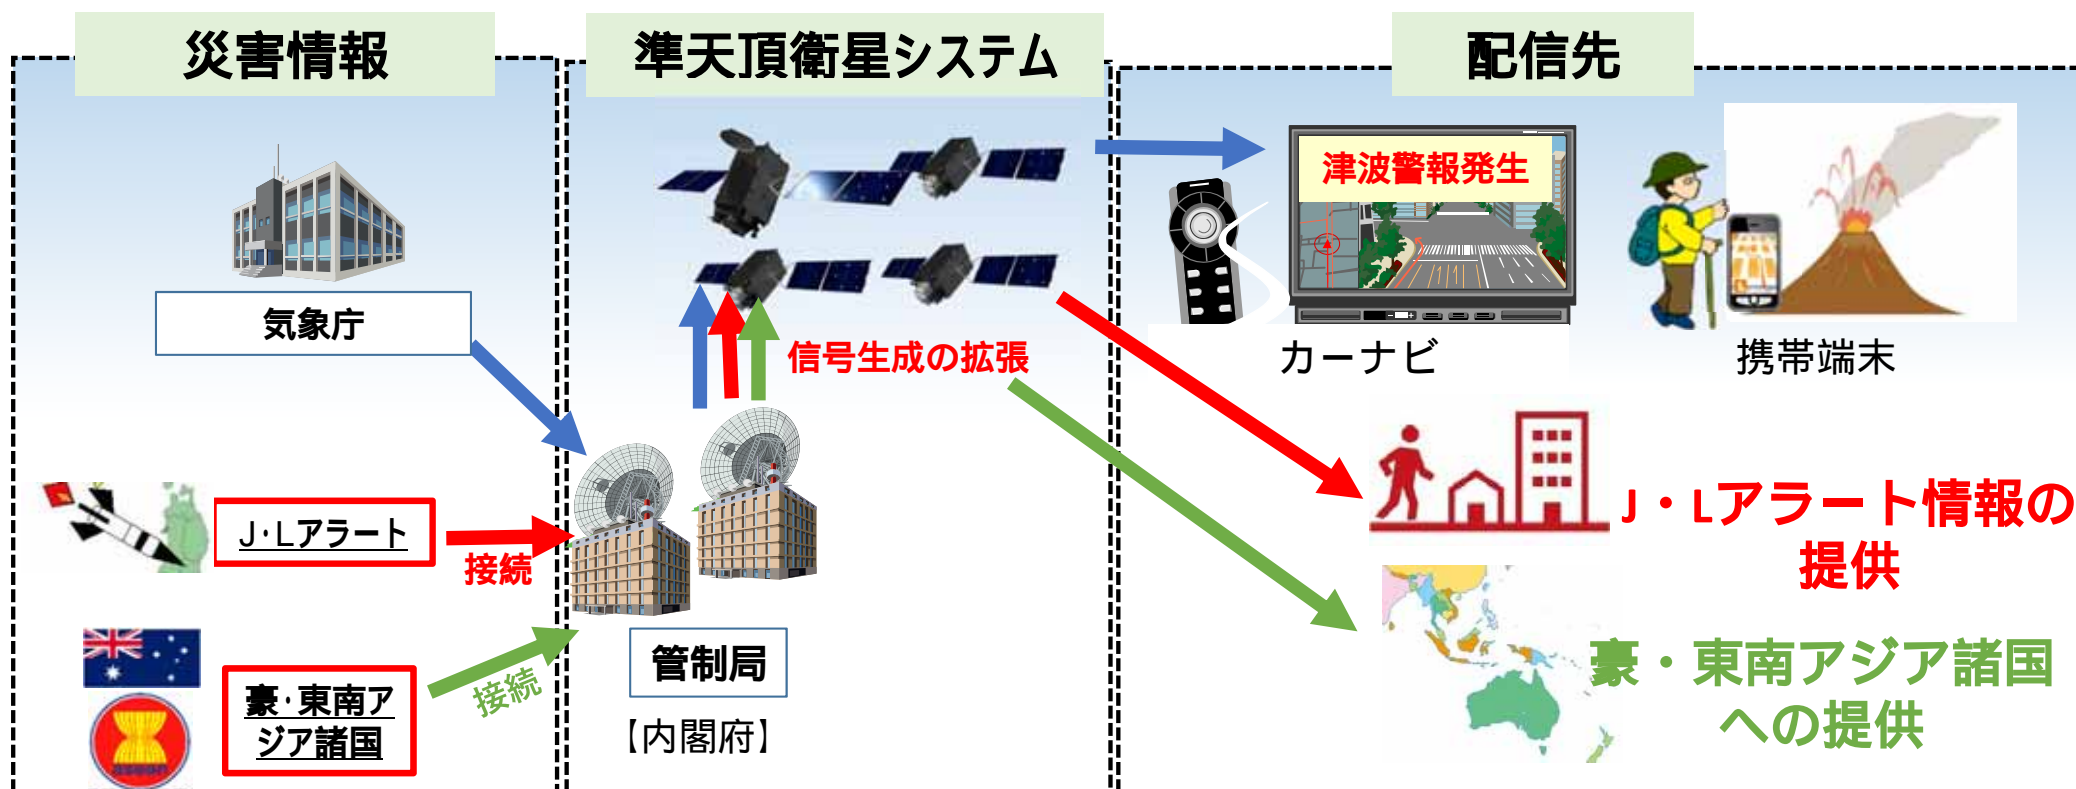 災害情報
準天頂衛星システム
配信先
気象庁
J・Lアラート
接続
豪・東南ア
ジア諸国
接続
asean
信号生成の拡張
管制局
【内閣府】
津波警報発生
カーナビ
携帯端末
J・Lアラート情報の
提供
豪・東南アジア諸国
への提供